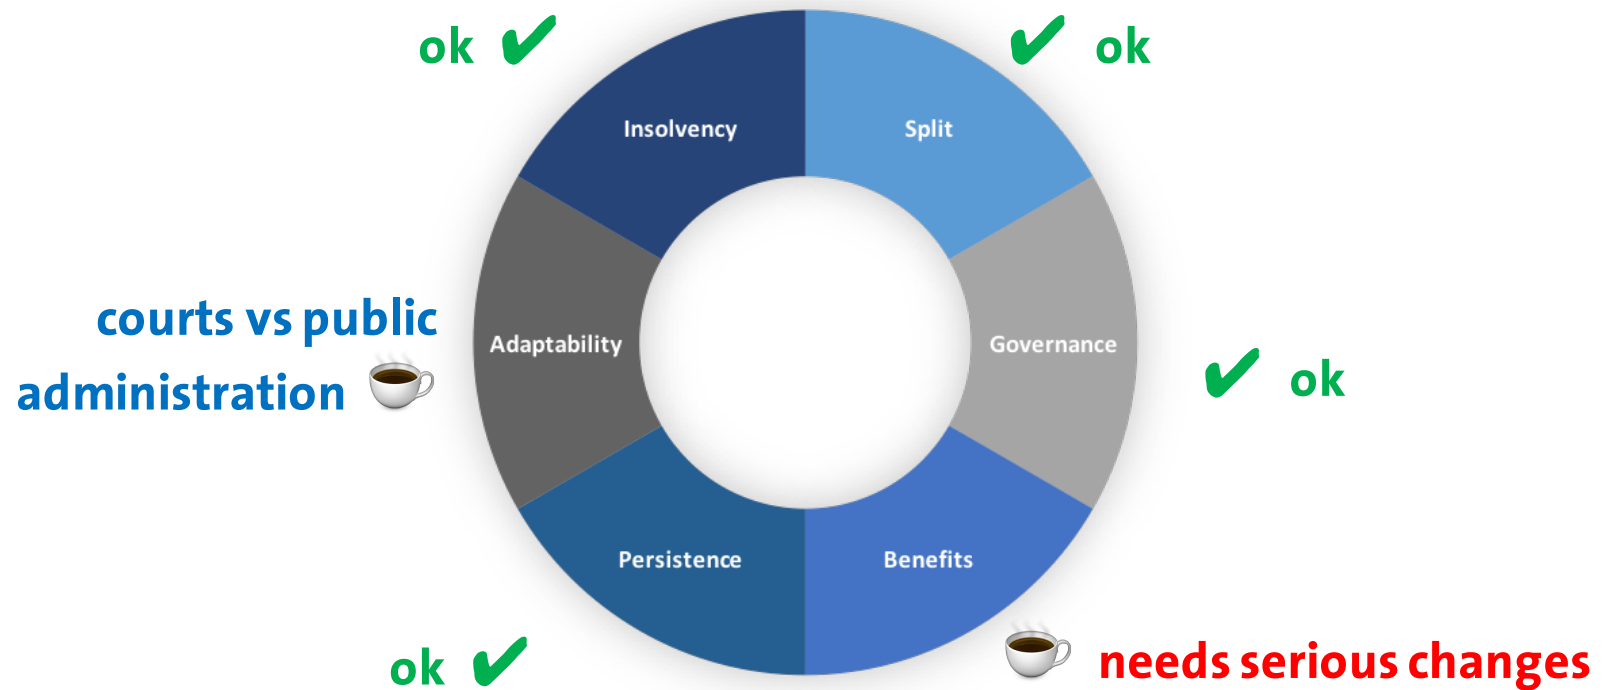 ok ✔
✔ ok
Insolvency
Split
courts vs public
administration ☕
Adaptability
Governance
✔ ok
Persistence
Benefits
ok ✔
☕ needs serious changes